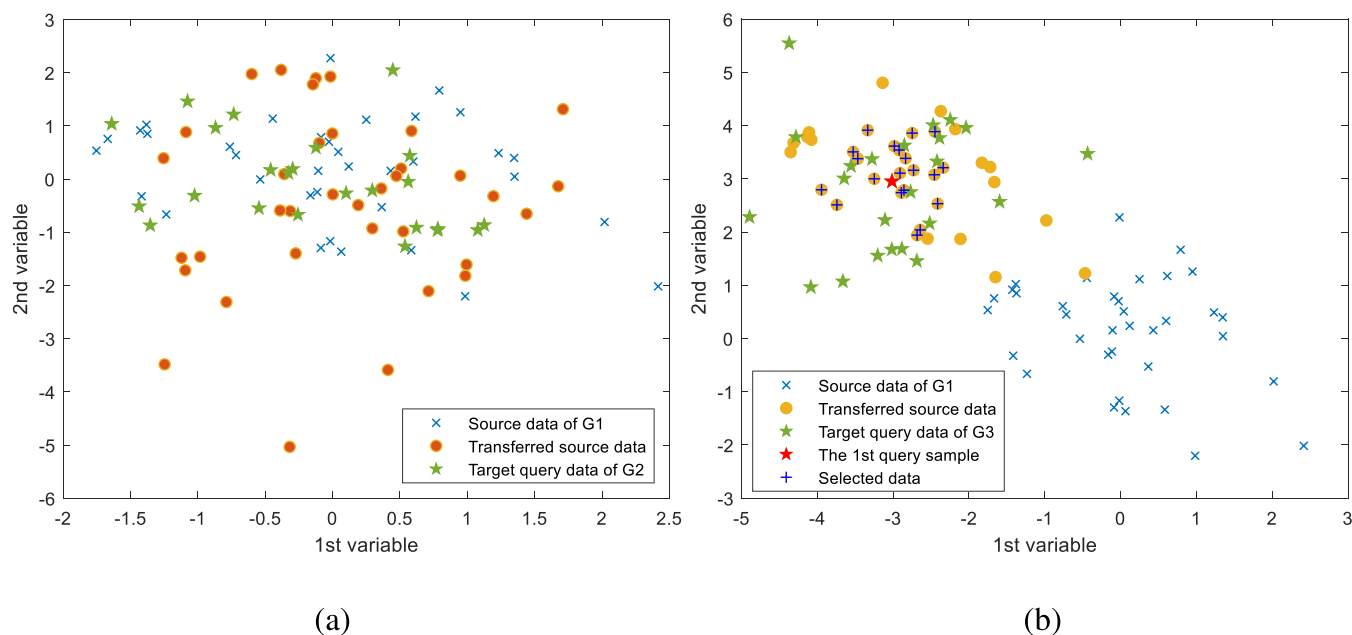 3
2
1
0
-1
-2
-3
-4
-5
-6
2nd variable
-2
-1.5
-1
-0.5
0
0.5
1
1.5
2
2.5
1st variable
Source data of G1
Transferred source data
Target query data of G2
(a)
6
5
4
3
2
1
0
-1
-2
-3
2nd variable
-5
-4
-3
-2
-1
0
1
2
3
1st variable
Source data of G1
Transferred source data
Target query data of G3
The 1st query sample
Selected data
(b)